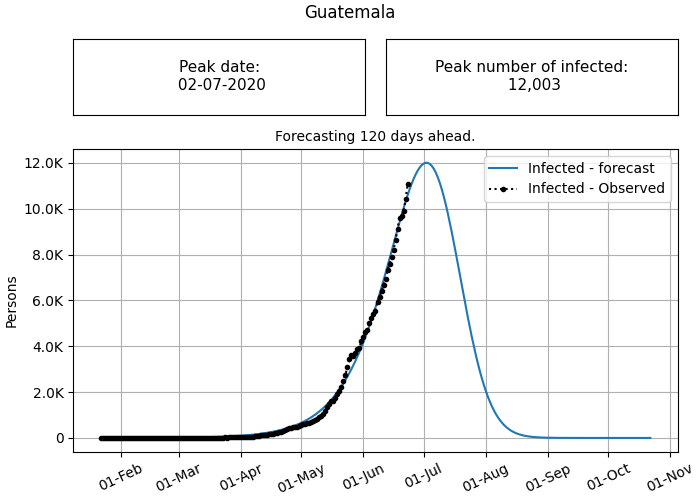 Guatemala
Peak date:
02-07-2020
Peak number of infected:
12,003
Forecasting 120 days ahead.
Infected - forecast
Infected - Observed
12.0K
10.0K
8.0K
6.0K
4.0K
2.0K
0
Persons
01-Feb
01-Mar
01-Apr
01-May
01-Jun
01-Jul
01-Aug
01-Sep
01-Oct
01-Nov